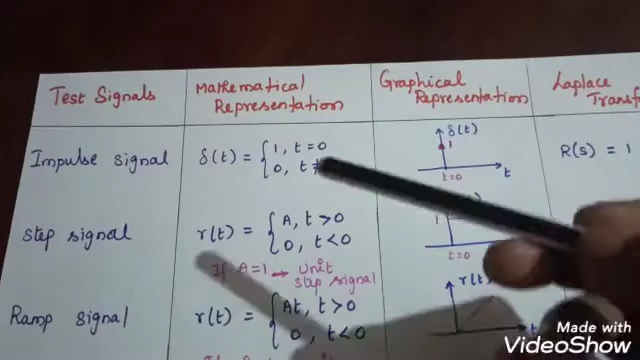 Test Signals
Mathematical
Representation
Graphical
Representation
Laplace
Impulse signal
δ(t) = { 1, t=0
0, t
δ(t)
1
t=0
t
R(s) = 1
Step signal
r(t) = { A, t>0
0, t<0
If A=1 → unit
step signal
1
t=0
Ramp signal
r(t) = { At, t>0
0, t<0
r(t)
t
Made with
VideoShow